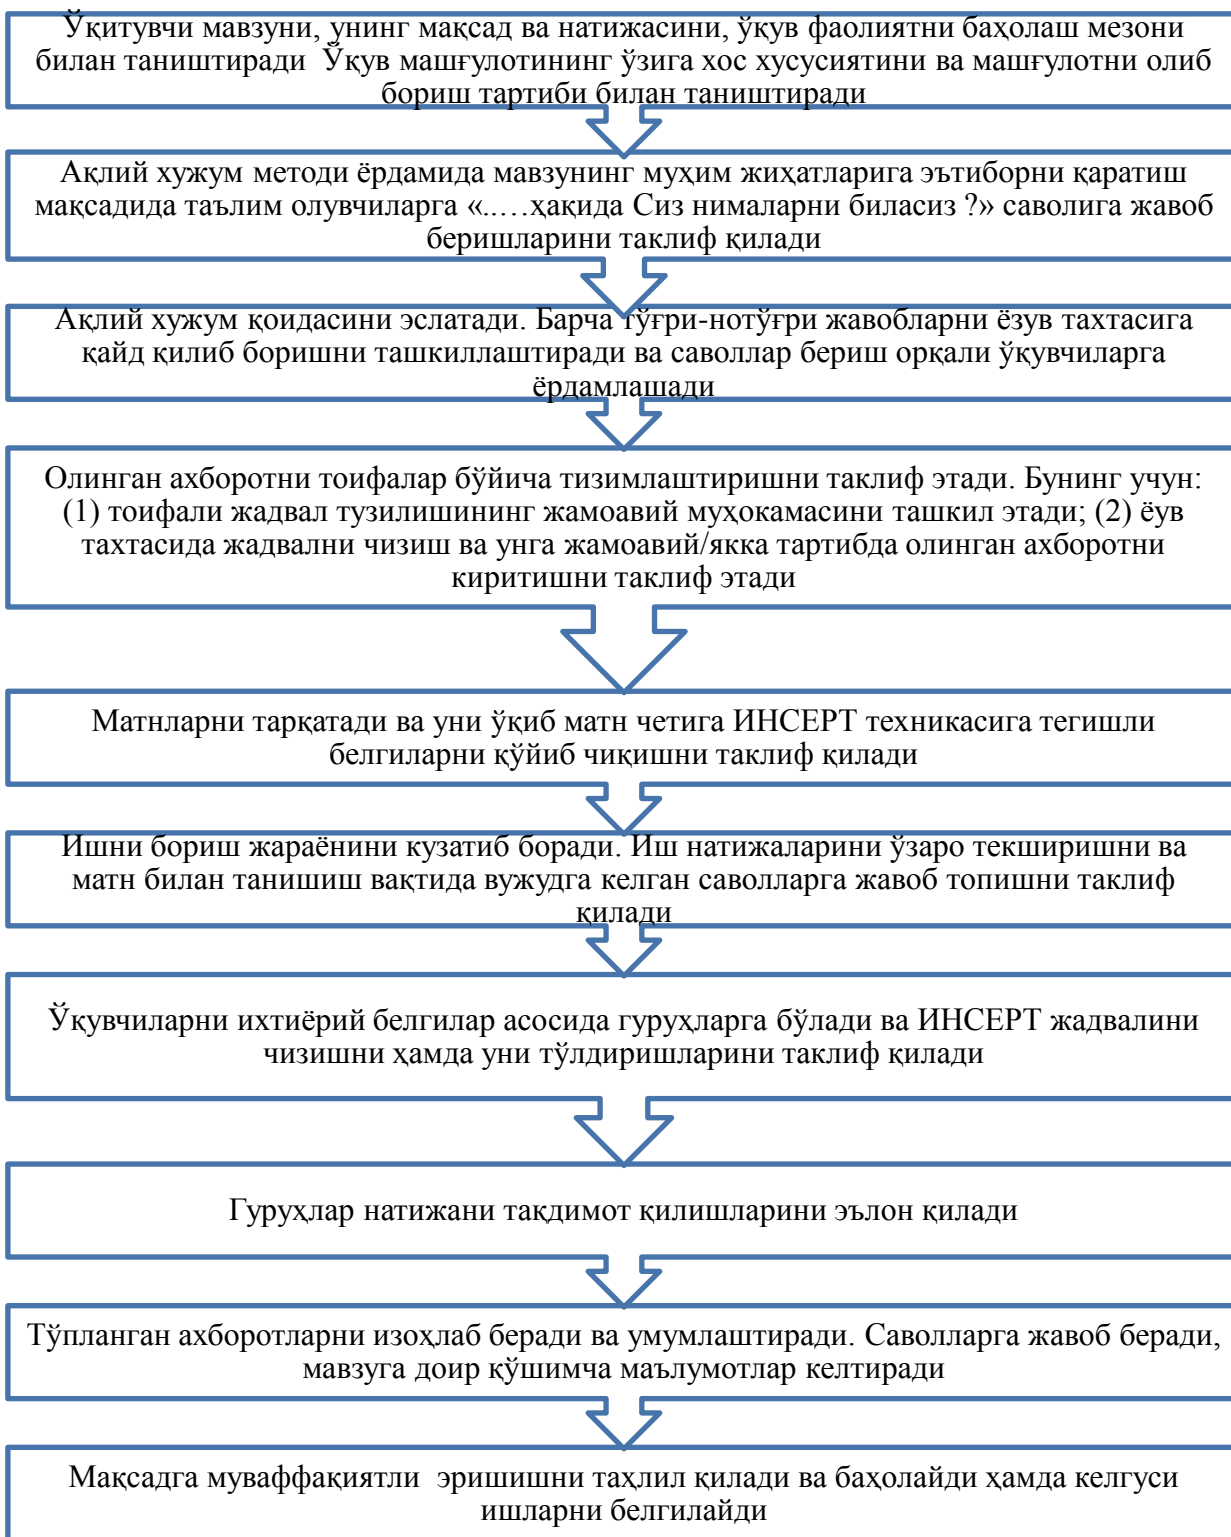 Ўқитувчи мавзуни, унинг мақсад ва натижасини, ўқув фаолиятни баҳолаш мезони
билан таништиради Ўқув машғулотининг ўзига хос хусусиятини ва машғулотни олиб
бориш тартиби билан таништиради
Ақлий хужум методи ёрдамида мавзунинг муҳим жиҳатларига эътиборни қаратиш
мақсадида таълим олувчиларга «..…ҳақида Сиз нималарни биласиз ?» саволига жавоб
беришларини таклиф қилади
Ақлий хужум қоидасини эслатади. Барча тўғри-нотўғри жавобларни ёзув тахтасига
қайд қилиб боришни ташкиллаштиради ва саволлар бериш орқали ўқувчиларга
ёрдамлашади
Олинган ахборотни тоифалар бўйича тизимлаштиришни таклиф этади. Бунинг учун:
(1) тоифали жадвал тузилишининг жамоавий муҳокамасини ташкил этади; (2) ёув
тахтасида жадвални чизиш ва унга жамоавий/якка тартибда олинган ахборотни
киритишни таклиф этади
Матнларни тарқатади ва уни ўқиб матн четига ИНСЕРТ техникасига тегишли
белгиларни қўйиб чиқишни таклиф қилади
Ишни бориш жараёнини кузатиб боради. Иш натижаларини ўзаро текширишни ва
матн билан танишиш вақтида вужудга келган саволларга жавоб топишни таклиф
қилади
Ўқувчиларни ихтиёрий белгилар асосида гуруҳларга бўлади ва ИНСЕРТ жадвалини
чизишни ҳамда уни тўлдиришларини таклиф қилади
Гуруҳлар натижани тақдимот қилишларини эълон қилади
Тўпланган ахборотларни изоҳлаб беради ва умумлаштиради. Саволларга жавоб беради,
мавзуга доир қўшимча маълумотлар келтиради
Мақсадга муваффақиятли эришишни таҳлил қилади ва баҳолайди ҳамда келгуси
ишларни белгилайди